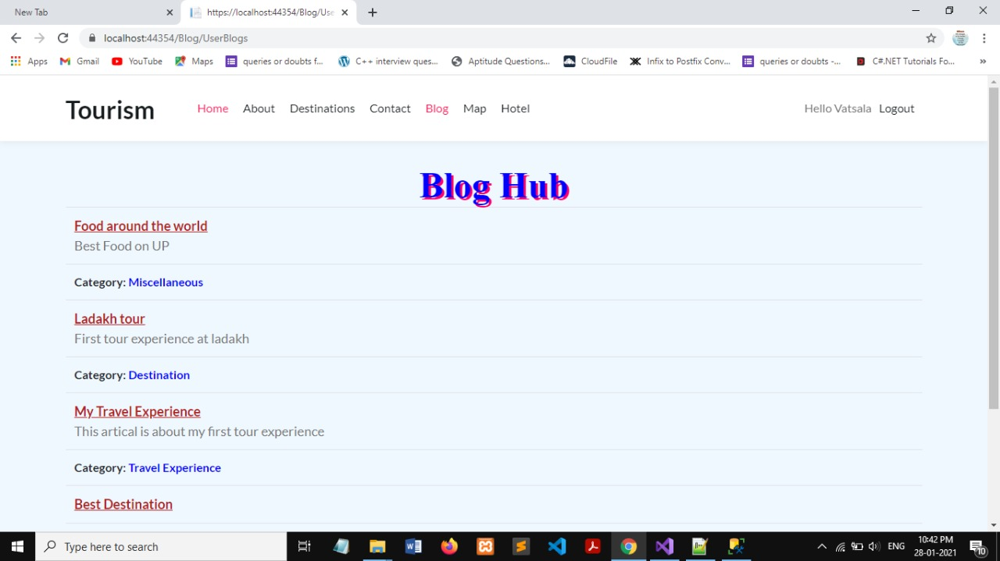 New Tab
https://localhost:44354/Blog/Use
localhost:44354/Blog/UserBlogs
Apps Gmail YouTube Maps queries or doubts f... C++ interview ques... Aptitude Questions... CloudFile Infix to Postfix Conv... queries or doubts -... C#.NET Tutorials Fo... »
Tourism Home About Destinations Contact Blog Map Hotel Hello Vatsala Logout
Blog Hub
Food around the world
Best Food on UP
Category: Miscellaneous
Ladakh tour
First tour experience at ladakh
Category: Destination
My Travel Experience
This artical is about my first tour experience
Category: Travel Experience
Best Destination
Type here to search
ENG
10:42 PM
28-01-2021
10